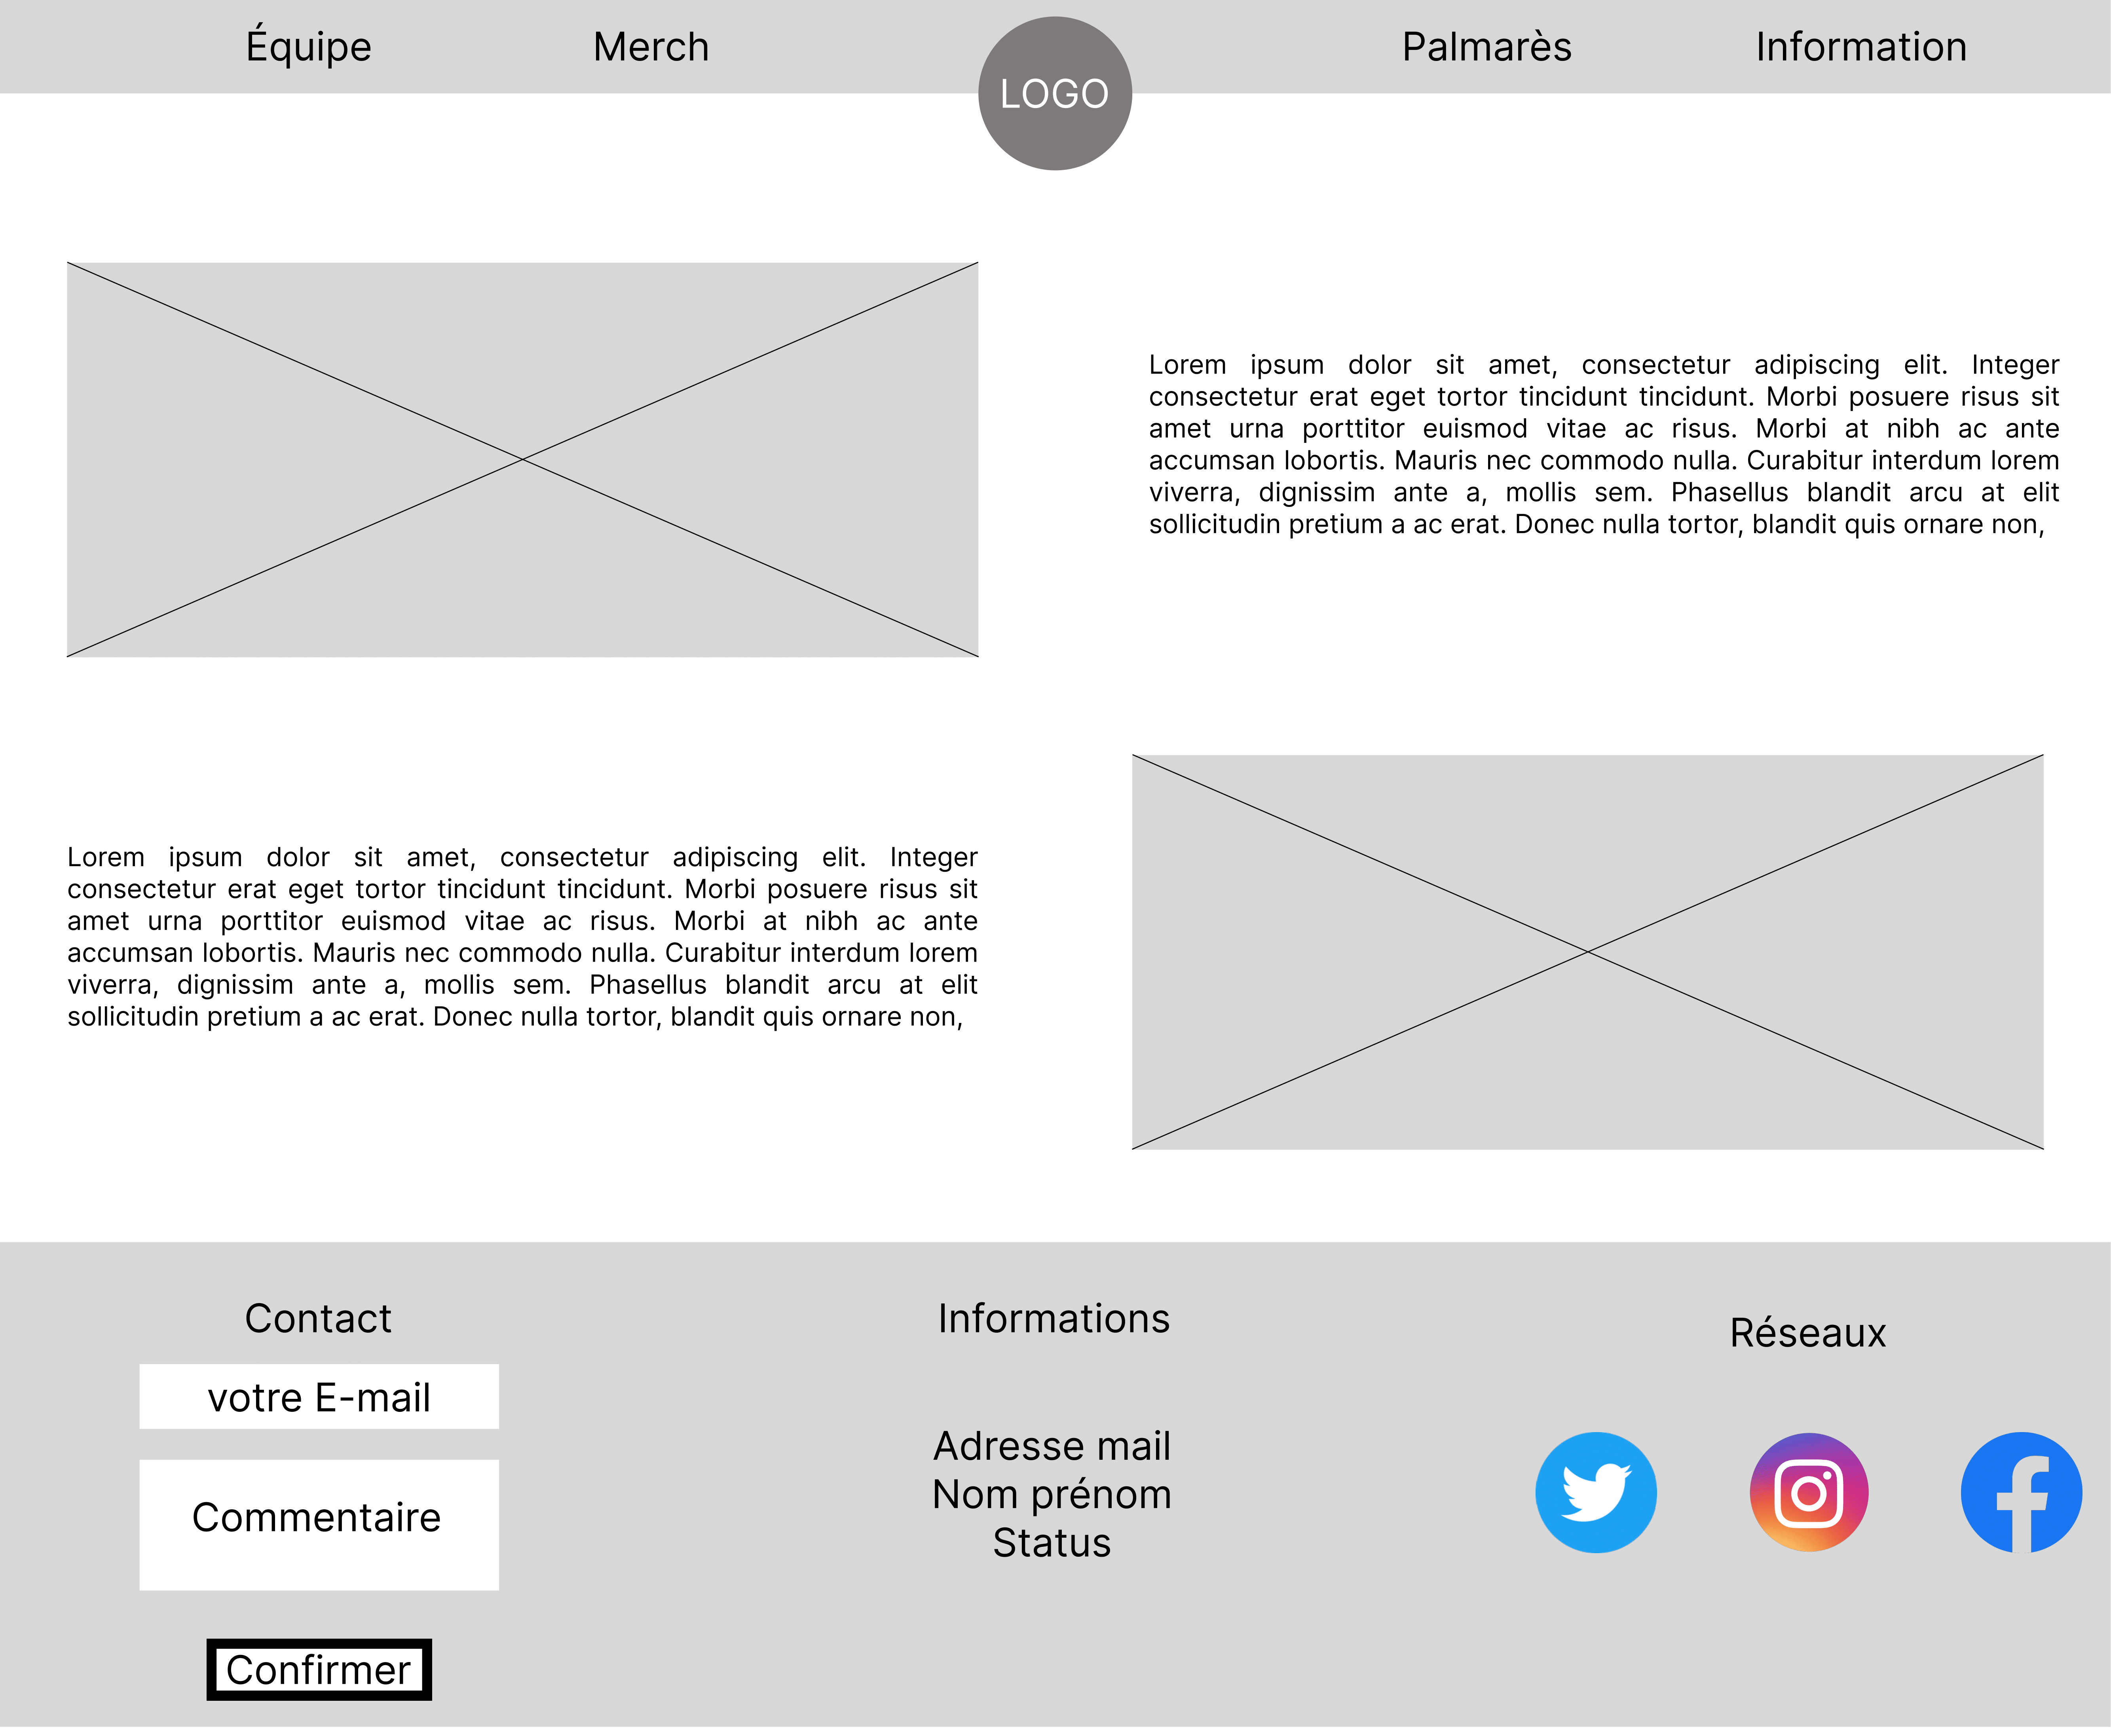 Équipe
Merch
LOGO
Palmarès
Information
Lorem ipsum dolor sit amet, consectetur adipiscing elit. Integer
consectetur erat eget tortor tincidunt tincidunt. Morbi posuere risus sit
amet urna porttitor euismod vitae ac risus. Morbi at nibh ac ante
accumsan lobortis. Mauris nec commodo nulla. Curabitur interdum lorem
viverra, dignissim ante a, mollis sem. Phasellus blandit arcu at elit
sollicitudin pretium a ac erat. Donec nulla tortor, blandit quis ornare non,
Lorem ipsum dolor sit amet, consectetur adipiscing elit. Integer
consectetur erat eget tortor tincidunt tincidunt. Morbi posuere risus sit
amet urna porttitor euismod vitae ac risus. Morbi at nibh ac ante
accumsan lobortis. Mauris nec commodo nulla. Curabitur interdum lorem
viverra, dignissim ante a, mollis sem. Phasellus blandit arcu at elit
sollicitudin pretium a ac erat. Donec nulla tortor, blandit quis ornare non,
Contact
votre E-mail
Commentaire
Confirmer
Informations
Adresse mail
Nom prénom
Status
Réseaux